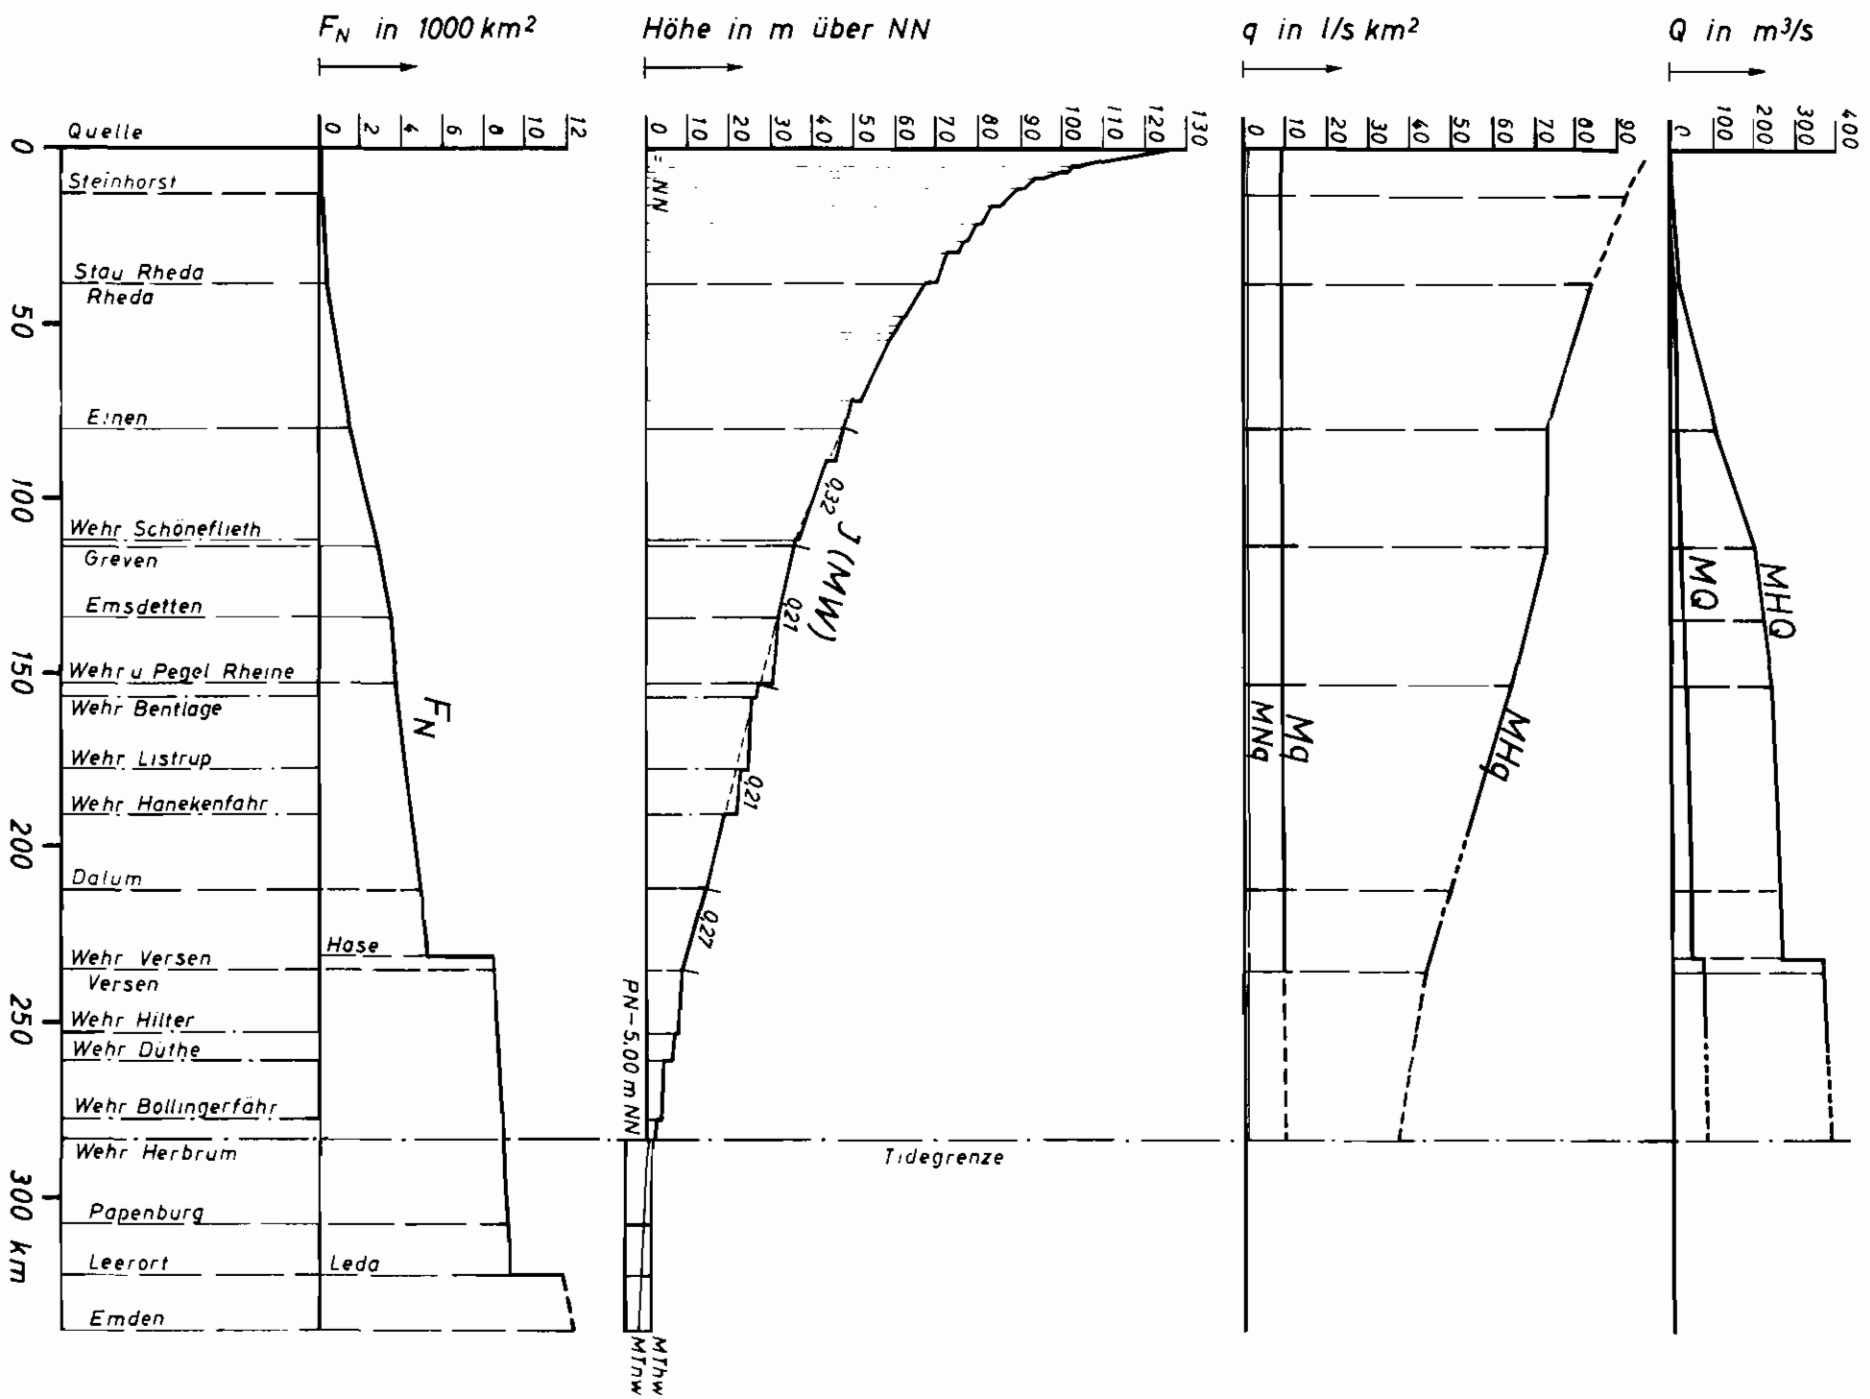 F_N in 1000 km²
Höhe in m über NN
q in l/s km²
Q in m³/s
0 2 4 6 8 10 12
0 10 20 30 40 50 60 70 80 90 100 110 120 130
0 10 20 30 40 50 60 70 80 90
0 100 200 300 400
Quelle
0
= NN
Steinhorst
Stau Rheda
Rheda
50
Einen
0,32
100
Wehr Schöneflieth
Greven
J (MW)
MQ
MHQ
Emsdetten
0,21
150
Wehr u Pegel Rheine
Wehr Bentlage
F_N
MNq
Mq
MHq
Wehr Listrup
0,21
Wehr Hanekenfähr
200
Dalum
0,27
Hase
Wehr Versen
Versen
PN-5,00 m NN
250
Wehr Hilter
Wehr Düthe
Wehr Bollingerfähr
Wehr Herbrum
Tidegrenze
300 km
Papenburg
Leerort
Leda
Emden
MTnw
MThw